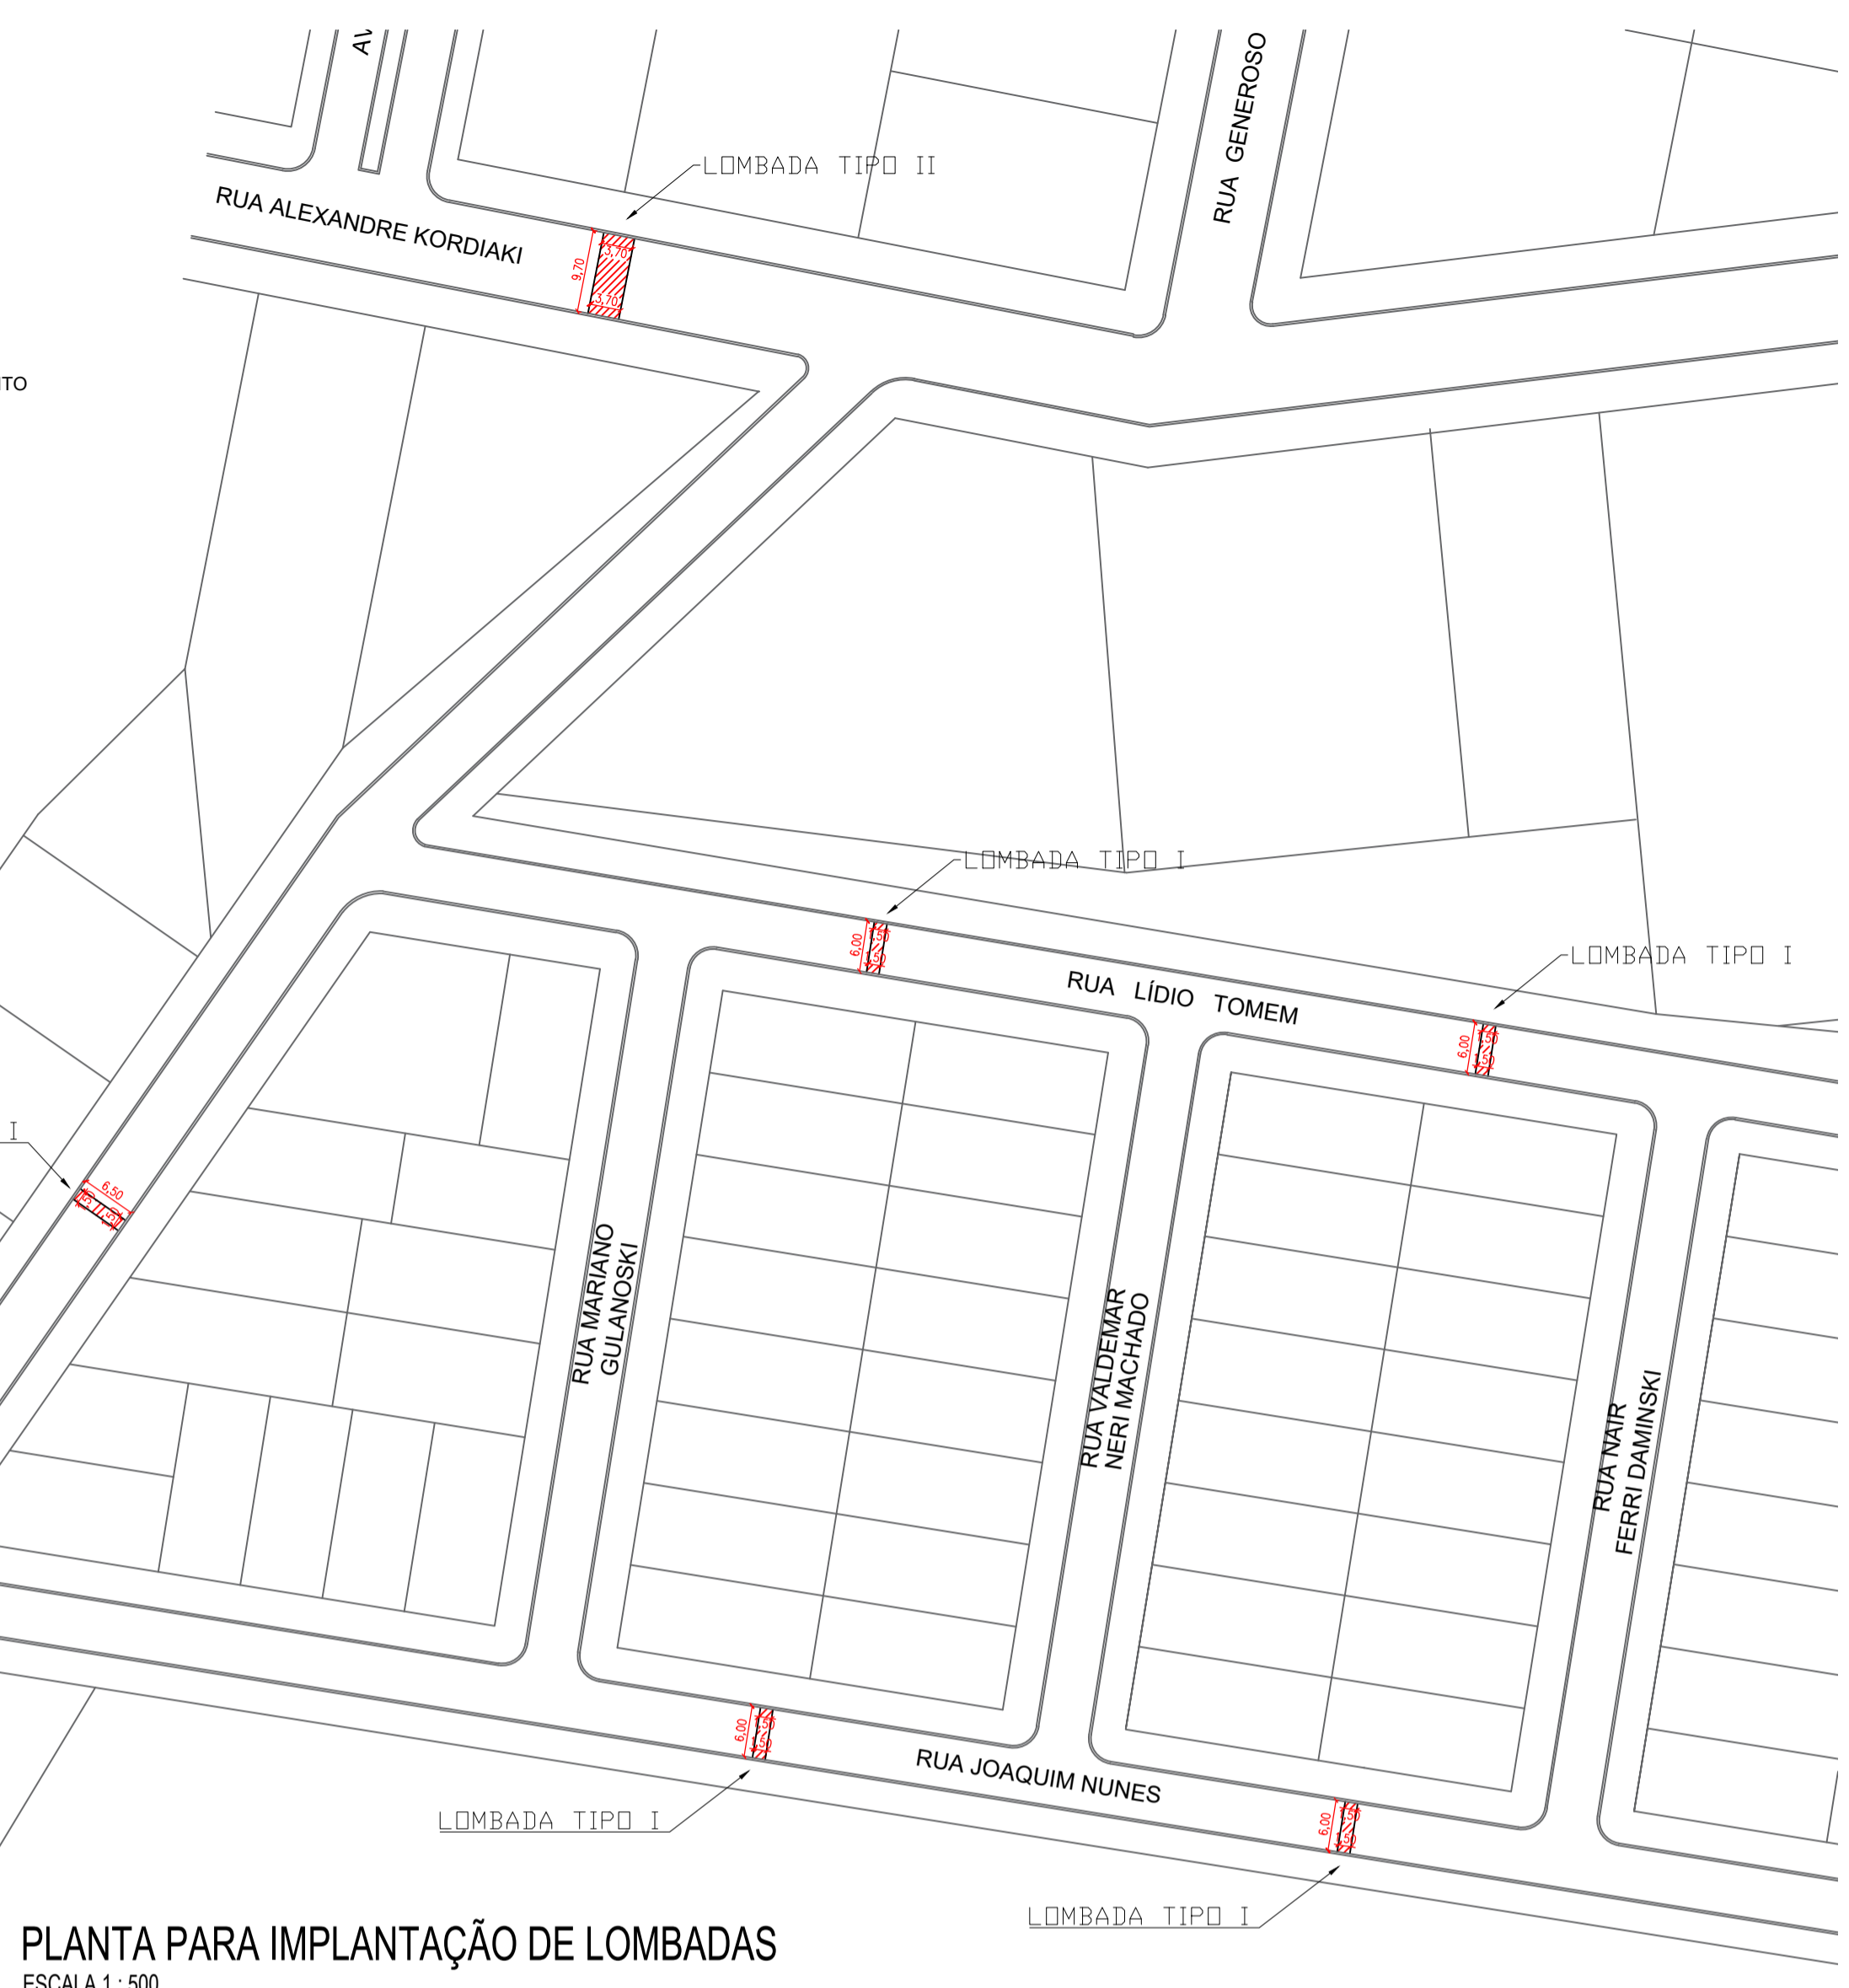 AV
RUA GENEROSO
LOMBADA TIPO II
RUA ALEXANDRE KORDIAKI
9,70
3,70
3,70
ITO
LOMBADA TIPO I
6,00
1,50
1,50
RUA LÍDIO TOMEM
LOMBADA TIPO I
6,00
1,50
1,50
I
6,50
1,50
1,50
RUA MARIANO
GULANOSKI
RUA VALDEMAR
NERI MACHADO
RUA NAIR
FERRI DAMINSKI
6,00
1,50
1,50
RUA JOAQUIM NUNES
LOMBADA TIPO I
6,00
1,50
1,50
LOMBADA TIPO I
PLANTA PARA IMPLANTAÇÃO DE LOMBADAS
ESCALA 1 : 500